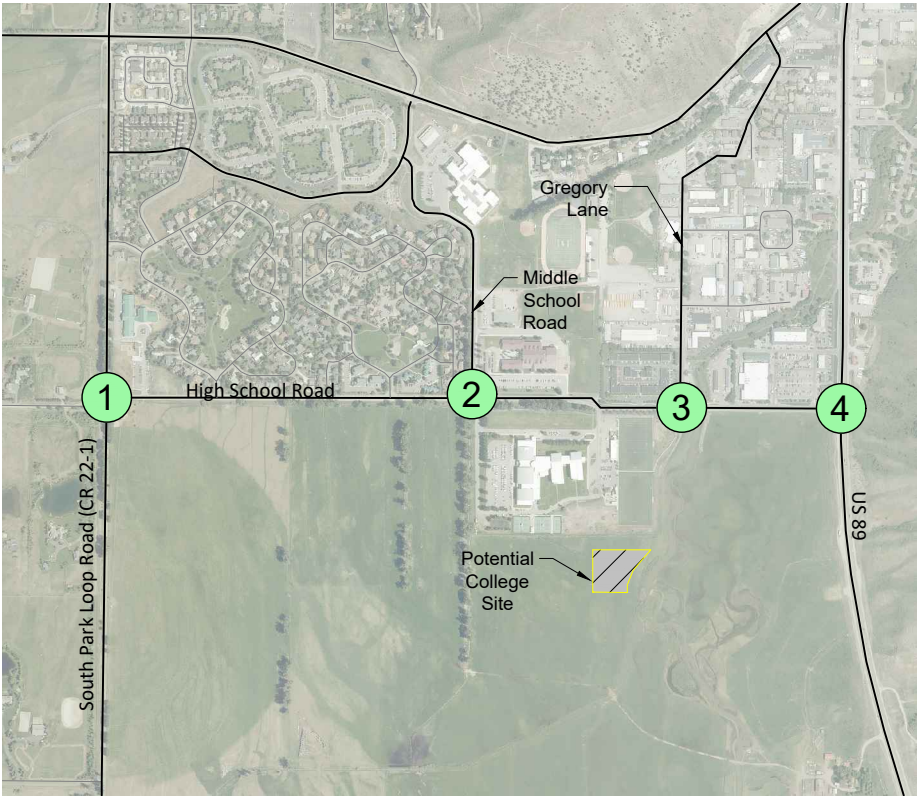 Gregory
Lane
Middle
School
Road
High School Road
1
2
3
4
South Park Loop Road (CR 22-1)
US 89
Potential
College
Site